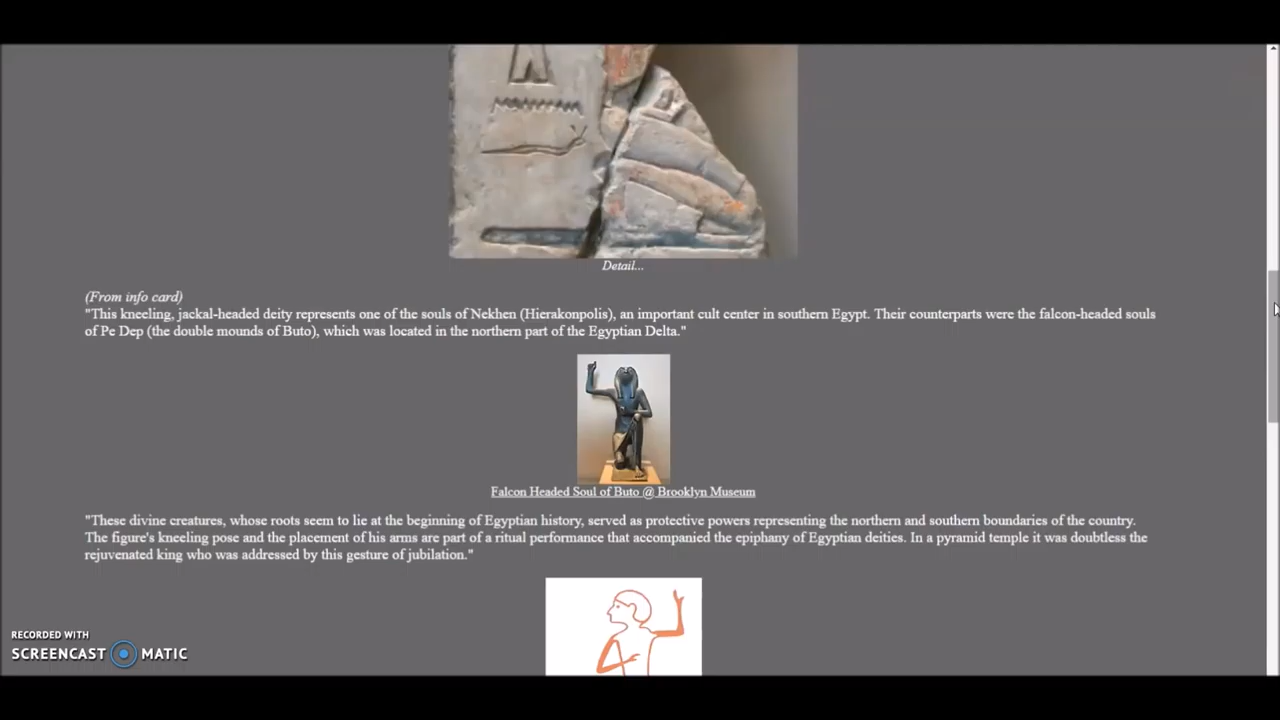 Detail...
(From info card)
"This kneeling, jackal-headed deity represents one of the souls of Nekhen (Hierakonpolis), an important cult center in southern Egypt. Their counterparts were the falcon-headed souls
of Pe Dep (the double mounds of Buto), which was located in the northern part of the Egyptian Delta."
Falcon Headed Soul of Buto @ Brooklyn Museum
"These divine creatures, whose roots seem to lie at the beginning of Egyptian history, served as protective powers representing the northern and southern boundaries of the country.
The figure's kneeling pose and the placement of his arms are part of a ritual performance that accompanied the epiphany of Egyptian deities. In a pyramid temple it was doubtless the
rejuvenated king who was addressed by this gesture of jubilation."
RECORDED WITH
SCREENCAST MATIC